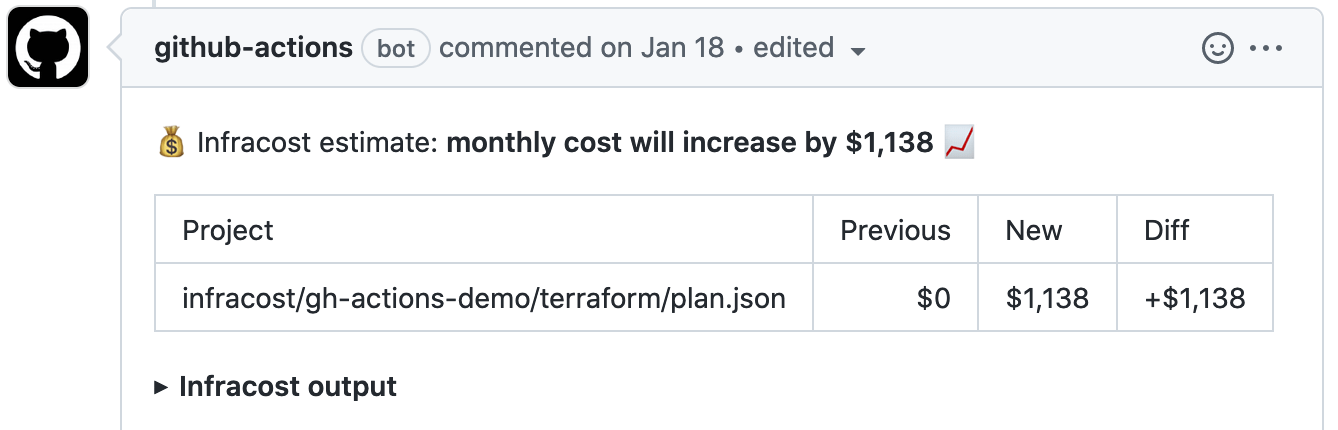 github-actions bot commented on Jan 18 • edited
💰 Infracost estimate: monthly cost will increase by $1,138 📈
Project Previous New Diff
infracost/gh-actions-demo/terraform/plan.json $0 $1,138 +$1,138
▸ Infracost output